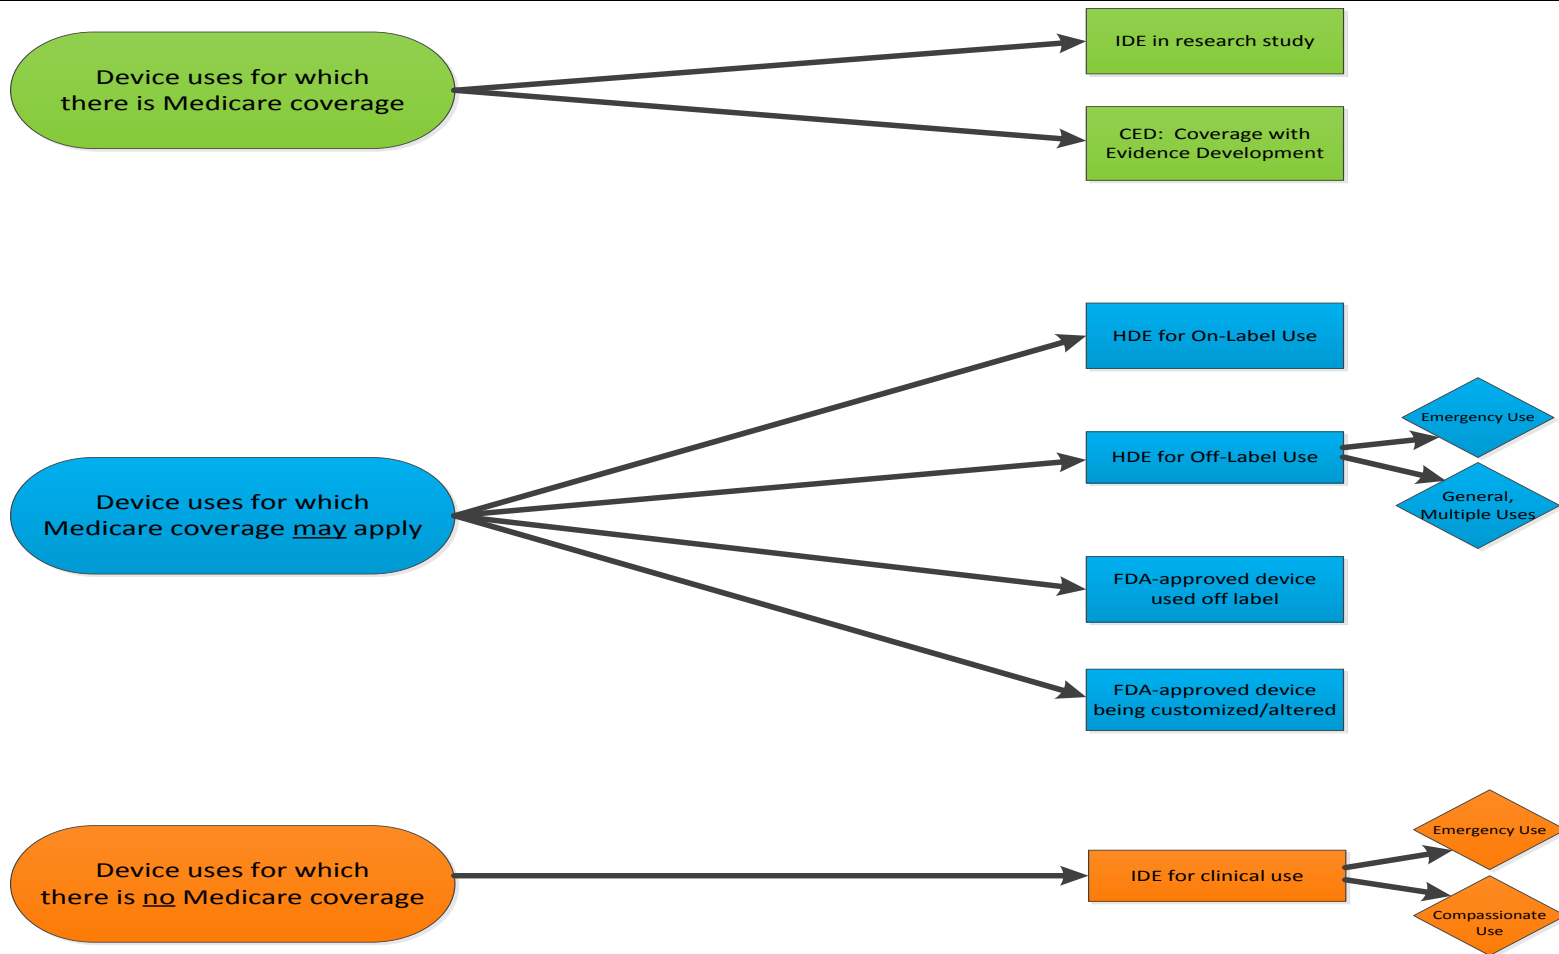 Device uses for which
there is Medicare coverage
IDE in research study
CED:  Coverage with
Evidence Development
Device uses for which
Medicare coverage may apply
HDE for On-Label Use
HDE for Off-Label Use
Emergency Use
General,
Multiple Uses
FDA-approved device
used off label
FDA-approved device
being customized/altered
Device uses for which
there is no Medicare coverage
IDE for clinical use
Emergency Use
Compassionate
Use